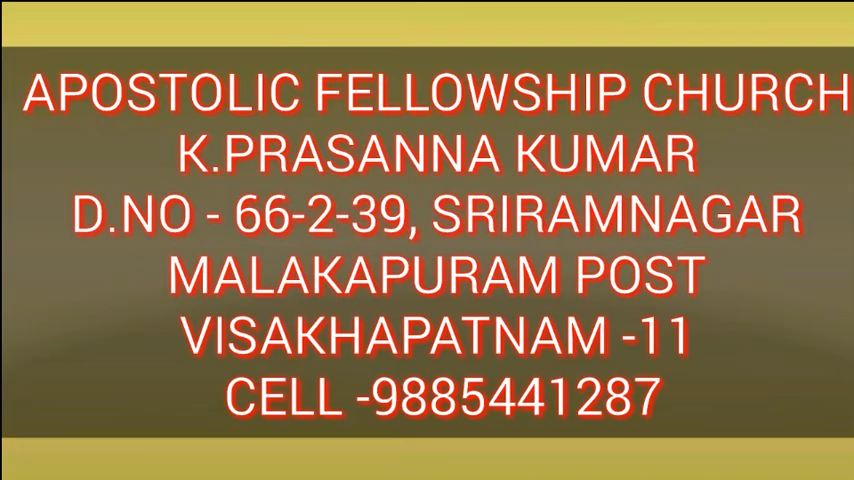 APOSTOLIC FELLOWSHIP CHURCH
K.PRASANNA KUMAR
D.NO - 66-2-39, SRIRAMNAGAR
MALAKAPURAM POST
VISAKHAPATNAM -11
CELL -9885441287